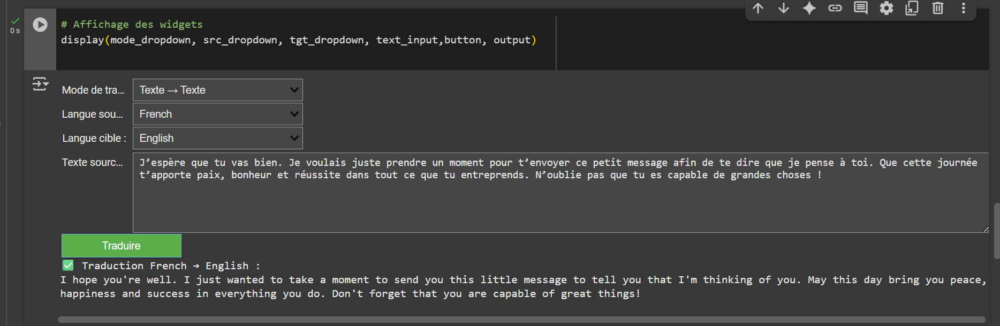 # Affichage des widgets
0 s
display(mode_dropdown, src_dropdown, tgt_dropdown, text_input,button, output)
Mode de tra... Texte → Texte
Langue sou... French
Langue cible : English
Texte sourc... J’espère que tu vas bien. Je voulais juste prendre un moment pour t’envoyer ce petit message afin de te dire que je pense à toi. Que cette journée
t’apporte paix, bonheur et réussite dans tout ce que tu entreprends. N’oublie pas que tu es capable de grandes choses !
Traduire
✅ Traduction French → English :
I hope you're well. I just wanted to take a moment to send you this little message to tell you that I'm thinking of you. May this day bring you peace,
happiness and success in everything you do. Don't forget that you are capable of great things!